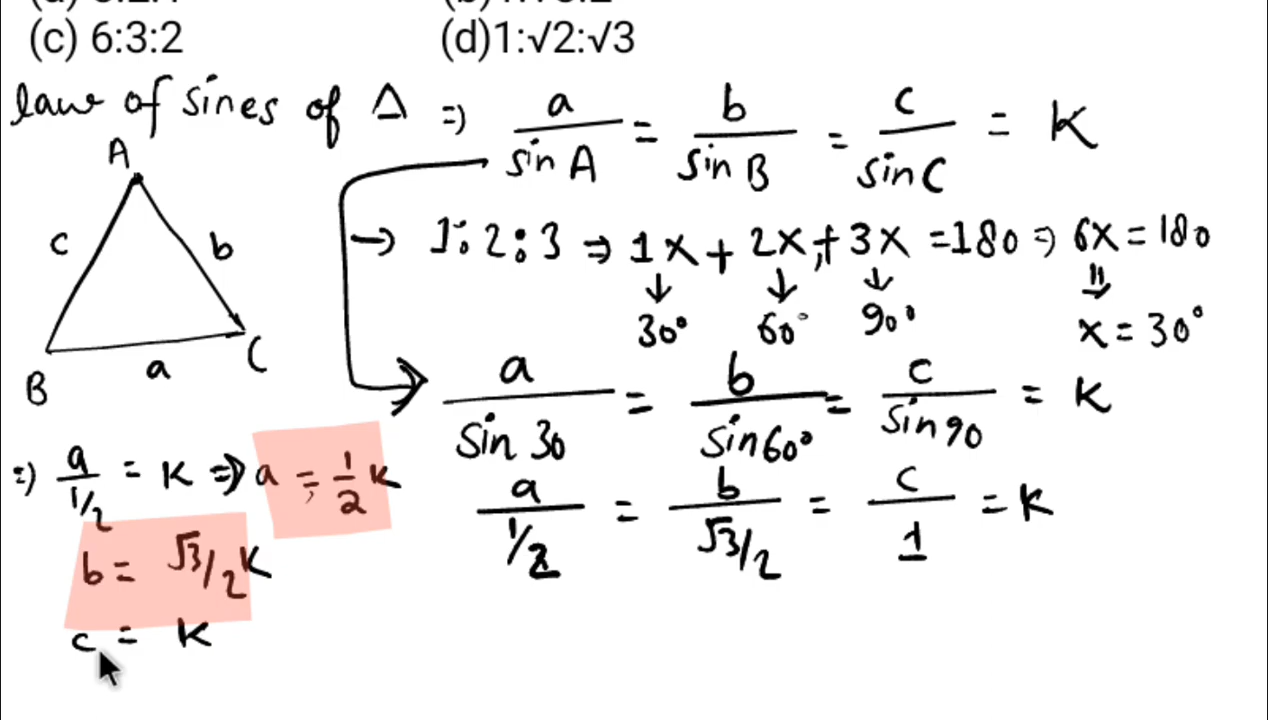 (c) 6:3:2
(d)1:√2:√3
law of sines of Δ ⇒ a/sin A = b/sin B = c/sin C = K
A
c
b
B
a
C
→ 1:2:3 ⇒ 1x + 2x + 3x = 180 ⇒ 6x = 180
30° 60° 90°
x = 30°
a/sin 30 = b/sin 60° = c/sin 90 = K
⇒ a/1/2 = K ⇒ a = 1/2 K
a/1/2 = b/√3/2 = c/1 = K
b = √3/2 K
c = K